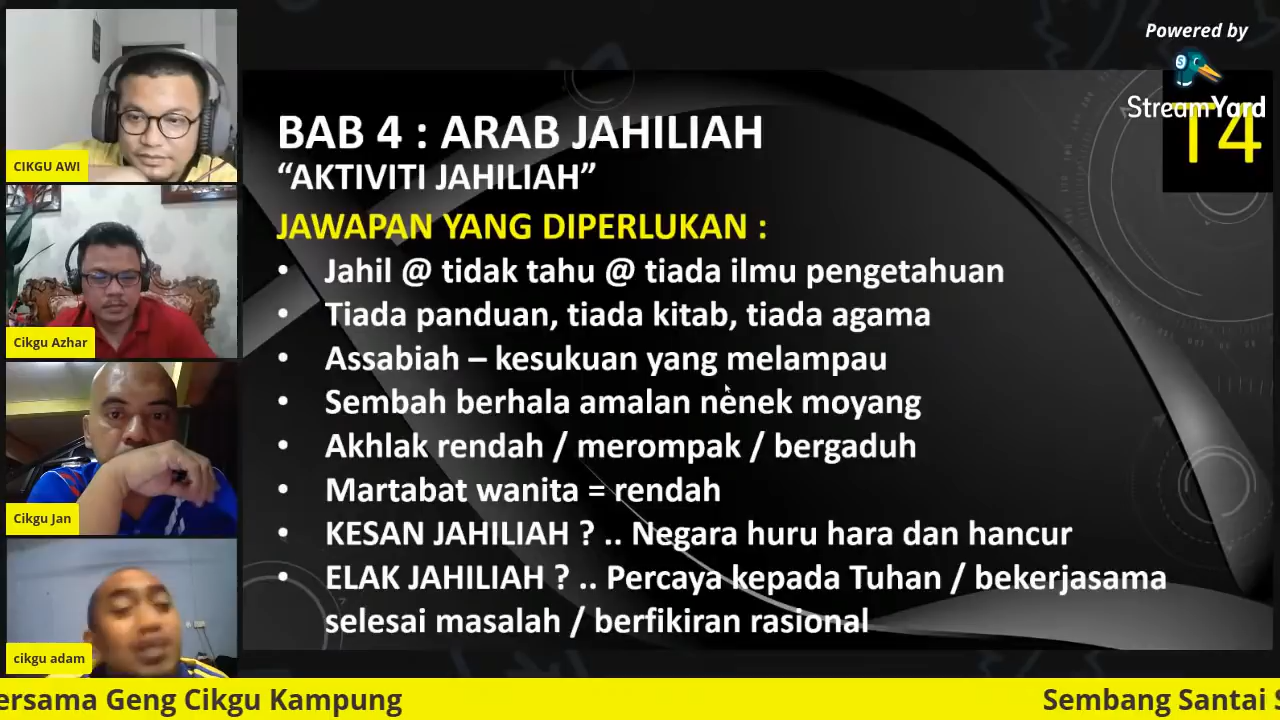 Powered by
StreamYard
T4
BAB 4 : ARAB JAHILIAH
“AKTIVITI JAHILIAH”
JAWAPAN YANG DIPERLUKAN :
• Jahil @ tidak tahu @ tiada ilmu pengetahuan
• Tiada panduan, tiada kitab, tiada agama
• Assabiah – kesukuan yang melampau
• Sembah berhala amalan nenek moyang
• Akhlak rendah / merompak / bergaduh
• Martabat wanita = rendah
• KESAN JAHILIAH ? .. Negara huru hara dan hancur
• ELAK JAHILIAH ? .. Percaya kepada Tuhan / bekerjasama
selesai masalah / berfikiran rasional
CIKGU AWI
Cikgu Azhar
Cikgu Jan
cikgu adam
ersama Geng Cikgu Kampung
Sembang Santai